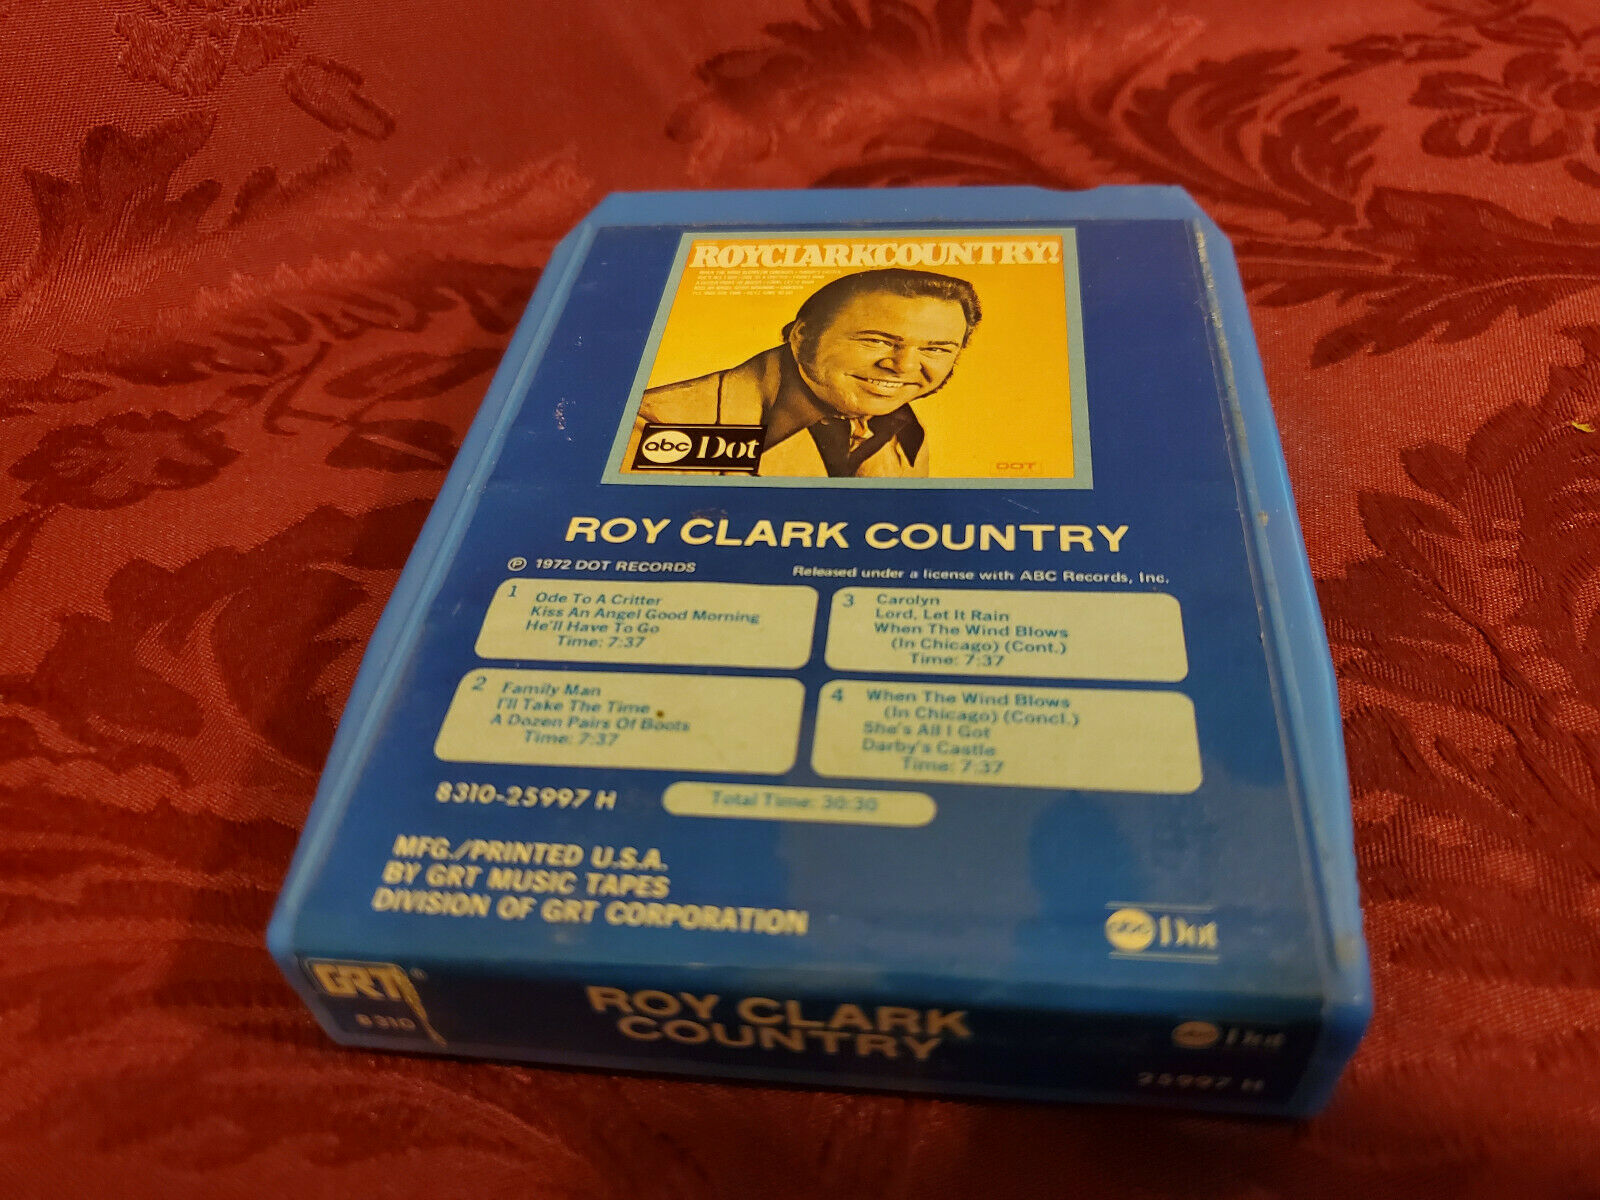 ROYCLARKCOUNTRY!
abc Dot
DOT
ROY CLARK COUNTRY
℗ 1972 DOT RECORDS
Released under a license with ABC Records, Inc.
1 Ode To A Critter
Kiss An Angel Good Morning
He'll Have To Go
Time: 7:37
2 Family Man
I'll Take The Time
A Dozen Pairs Of Boots
Time: 7:37
3 Carolyn
Lord, Let It Rain
When The Wind Blows
(In Chicago) (Cont.)
Time: 7:37
4 When The Wind Blows
(In Chicago) (Concl.)
She's All I Got
Darby's Castle
Time: 7:37
8310-25997 H
Total Time: 30:30
MFG./PRINTED U.S.A.
BY GRT MUSIC TAPES
DIVISION OF GRT CORPORATION
abc Dot
GRT®
8310
ROY CLARK
COUNTRY
abc Dot
25997 H